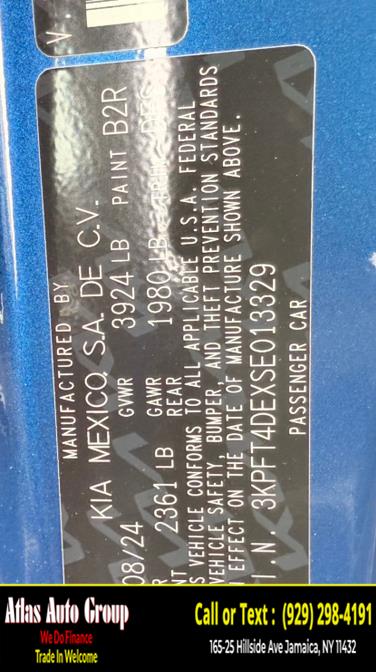 V
MANUFACTURED BY
KIA MEXICO, S.A. DE C.V.
08/24 GVWR 3924 LB PAINT B2R
GAWR
2361 LB REAR 1980 LB
S VEHICLE CONFORMS TO ALL APPLICABLE U.S.A. FEDERAL
VEHICLE SAFETY, BUMPER, AND THEFT PREVENTION STANDARDS
EFFECT ON THE DATE OF MANUFACTURE SHOWN ABOVE.
I.N. 3KPFT4DEXSE013329
PASSENGER CAR
Atlas Auto Group
We Do Finance
Trade In Welcome
Call or Text : (929) 298-4191
165-25 Hillside Ave Jamaica, NY 11432